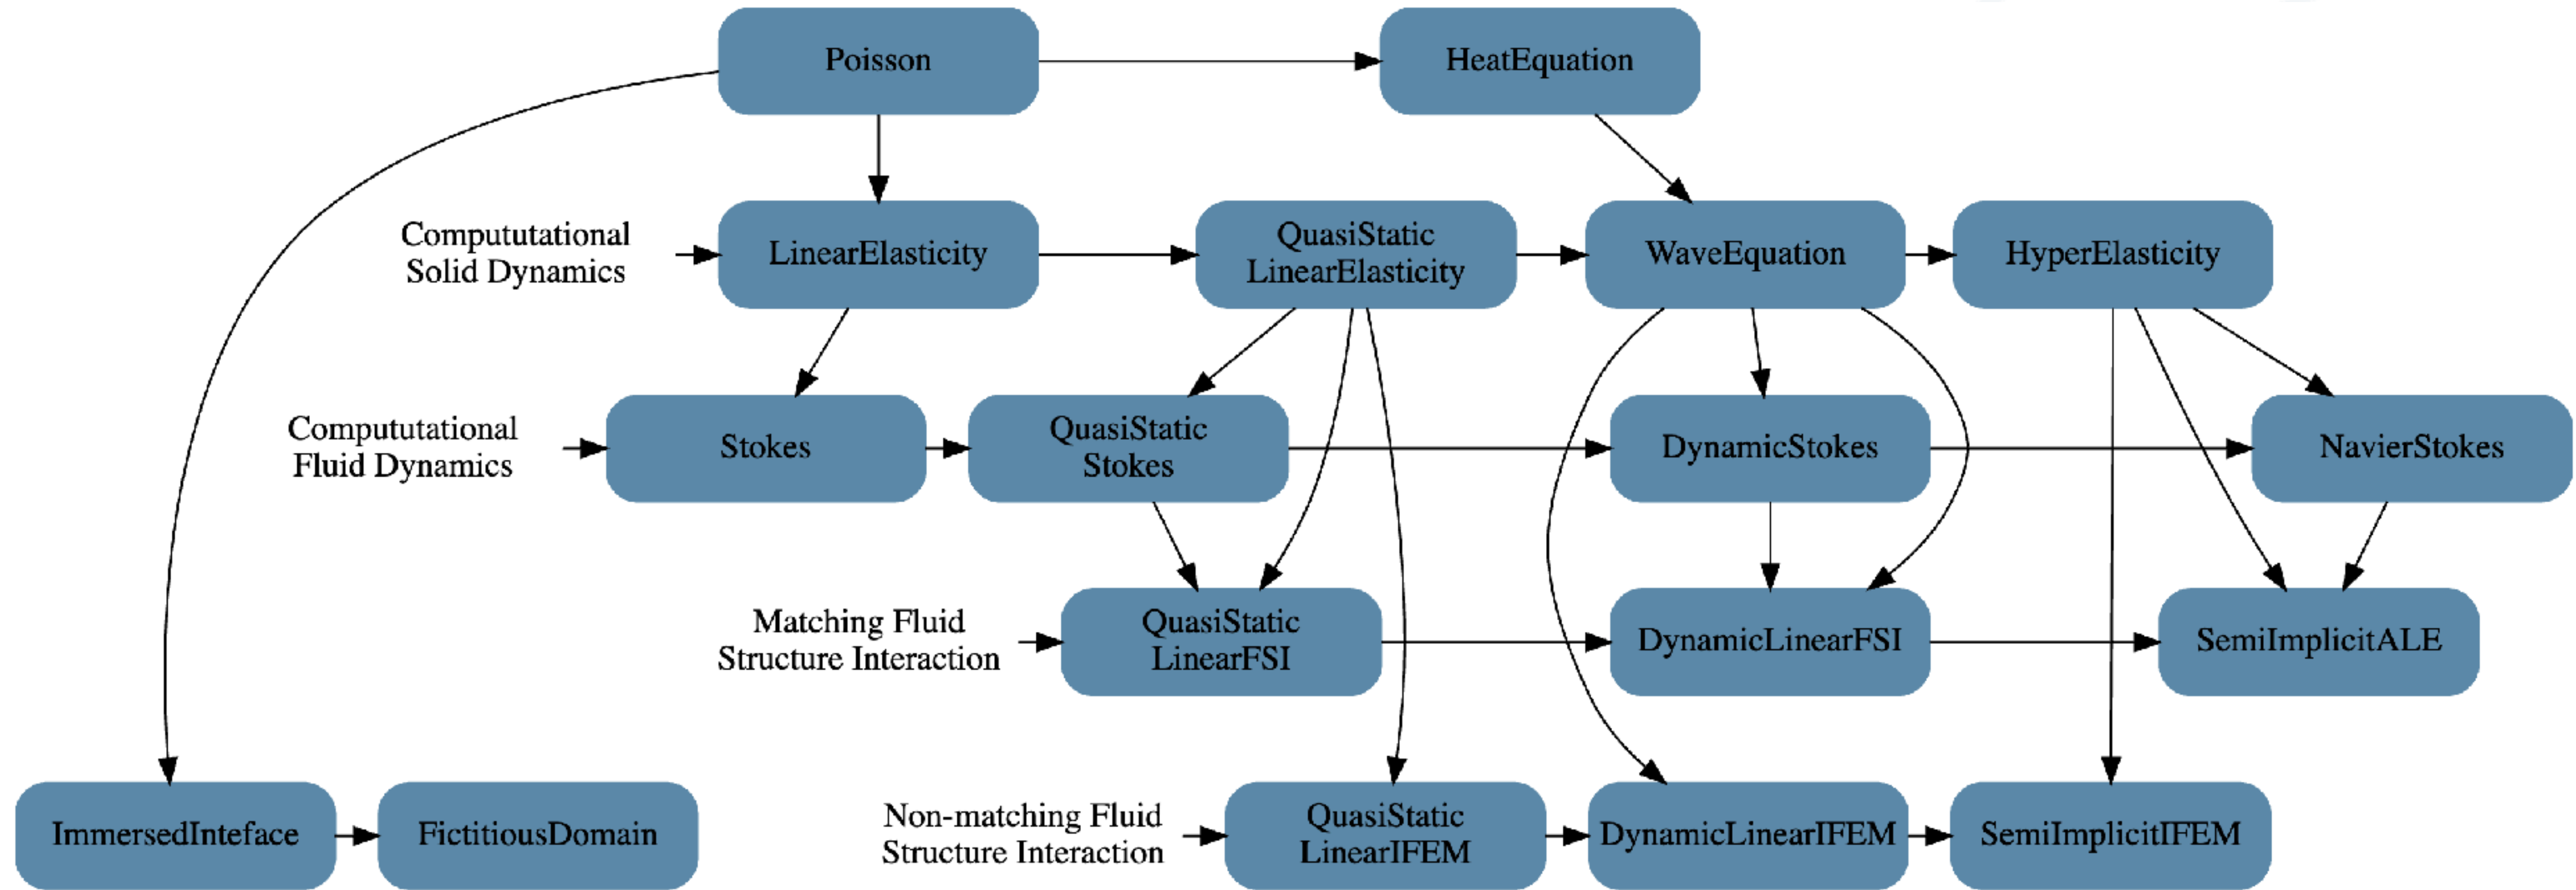 Poisson
HeatEquation
Compututational
Solid Dynamics
LinearElasticity
QuasiStatic
LinearElasticity
WaveEquation
HyperElasticity
Compututational
Fluid Dynamics
Stokes
QuasiStatic
Stokes
DynamicStokes
NavierStokes
Matching Fluid
Structure Interaction
QuasiStatic
LinearFSI
DynamicLinearFSI
SemiImplicitALE
ImmersedInteface
FictitiousDomain
Non-matching Fluid
Structure Interaction
QuasiStatic
LinearIFEM
DynamicLinearIFEM
SemiImplicitIFEM